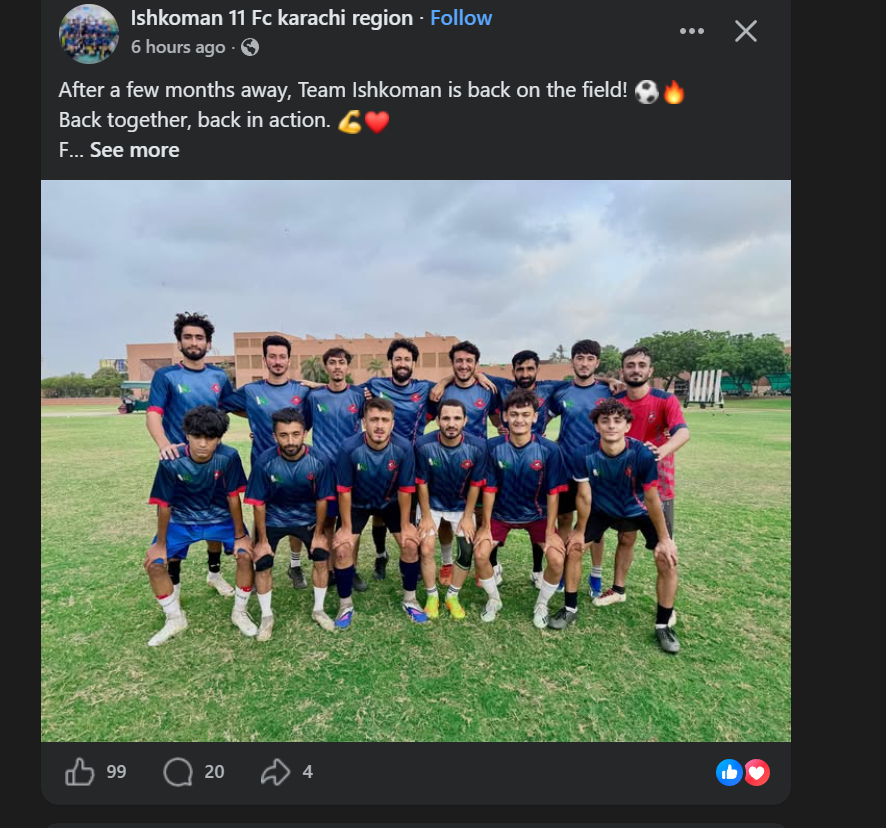 Ishkoman 11 Fc karachi region · Follow
6 hours ago ·
After a few months away, Team Ishkoman is back on the field! ⚽🔥
Back together, back in action. 💪❤️
F... See more
99
20
4